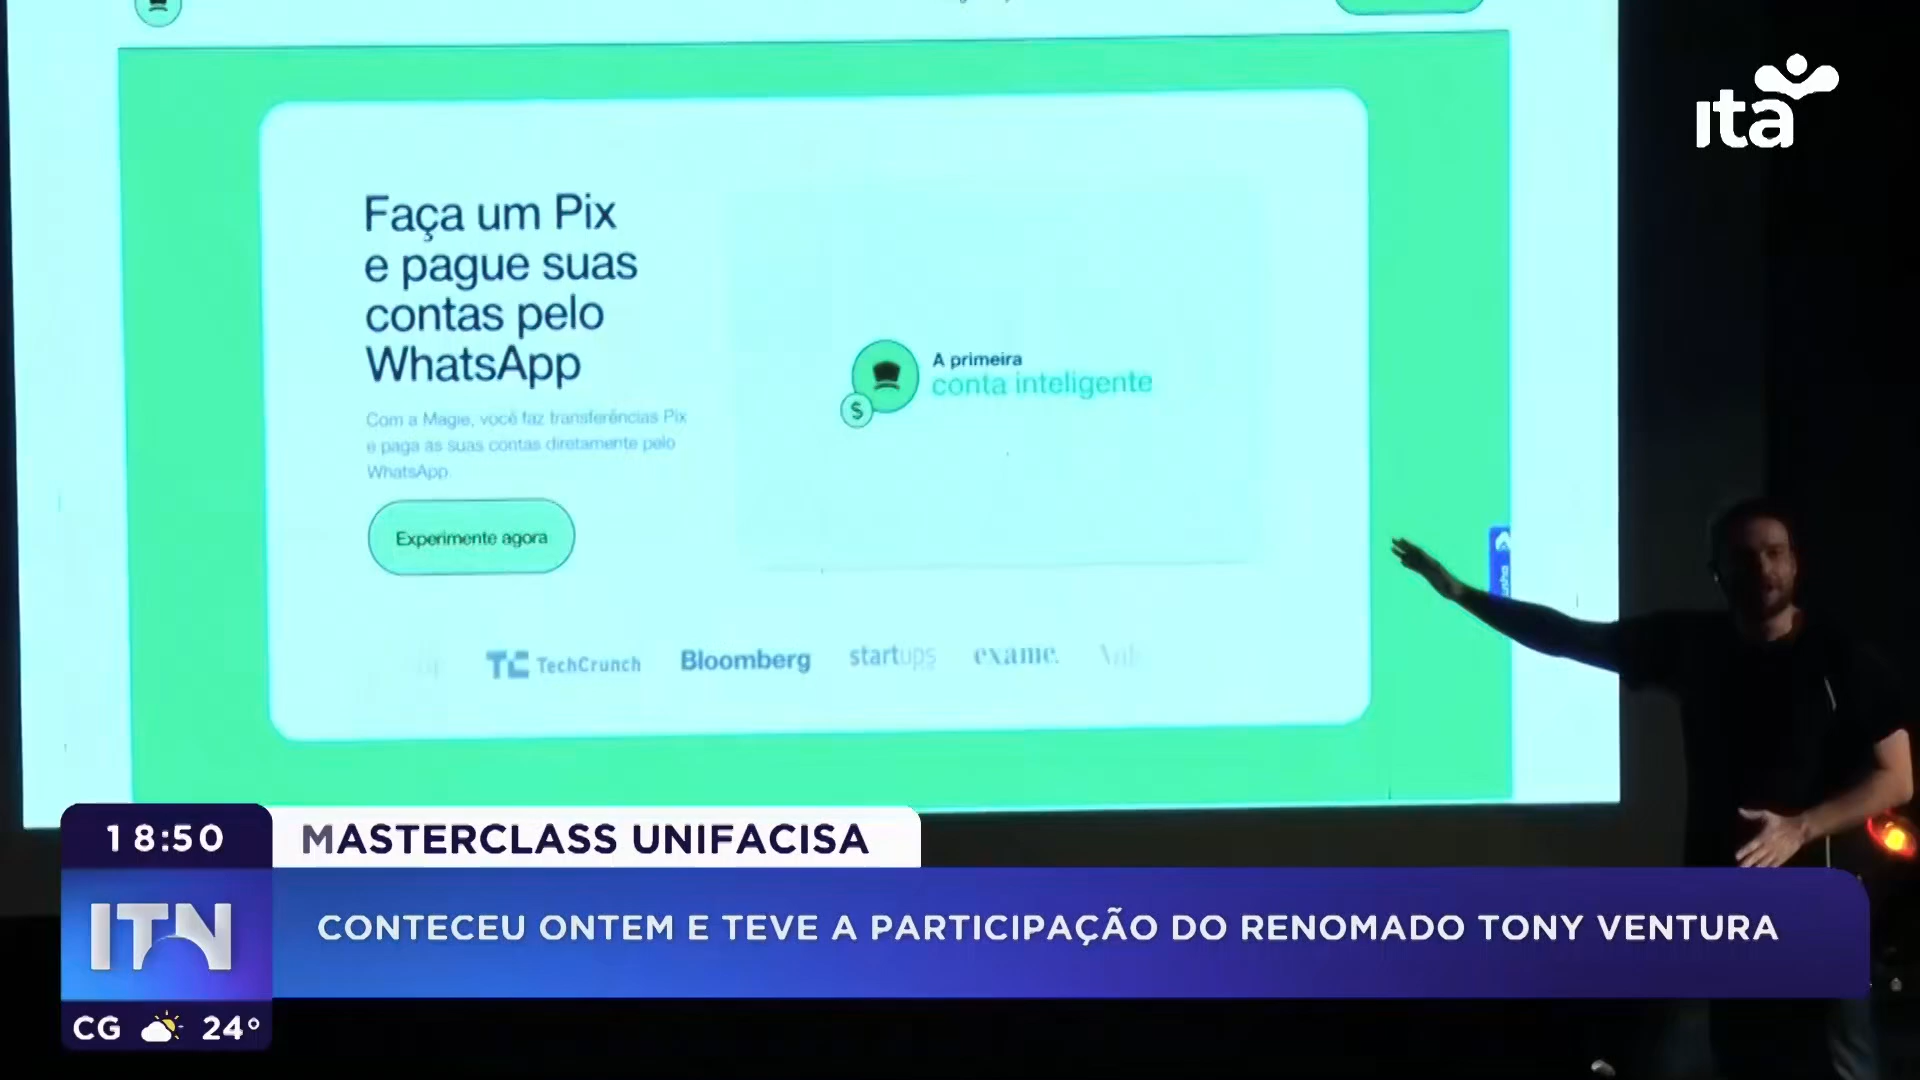 ıta
Faça um Pix
e pague suas
contas pelo
WhatsApp
Com a Magie, você faz transferências Pix
e paga as suas contas diretamente pelo
WhatsApp.
Experimente agora
$
A primeira
conta inteligente
TC TechCrunch
Bloomberg
startups
exame.
18:50
MASTERCLASS UNIFACISA
ITN
CONTECEU ONTEM E TEVE A PARTICIPAÇÃO DO RENOMADO TONY VENTURA
CG 24°